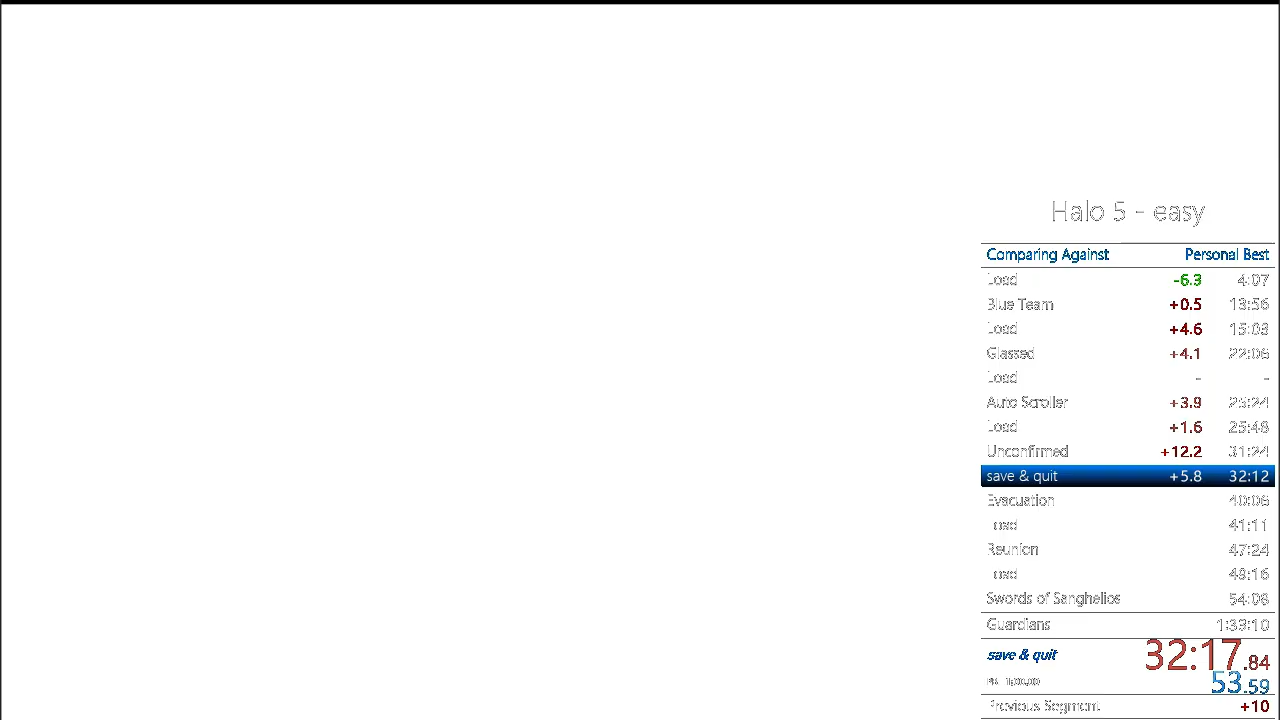 Halo 5 - easy
Comparing Against Personal Best
Load -6.3 4:07
Blue Team +0.5 13:56
Load +4.6 15:03
Glassed +4.1 22:06
Load - -
Auto Scroller +3.9 25:24
Load +1.6 25:48
Unconfirmed +12.2 31:24
save & quit +5.8 32:12
Evacuation 40:06
Load 41:11
Reunion 47:24
Load 48:16
Swords of Sanghelios 54:08
Guardians 1:39:10
save & quit 32:17.84
53.59
Previous Segment +10